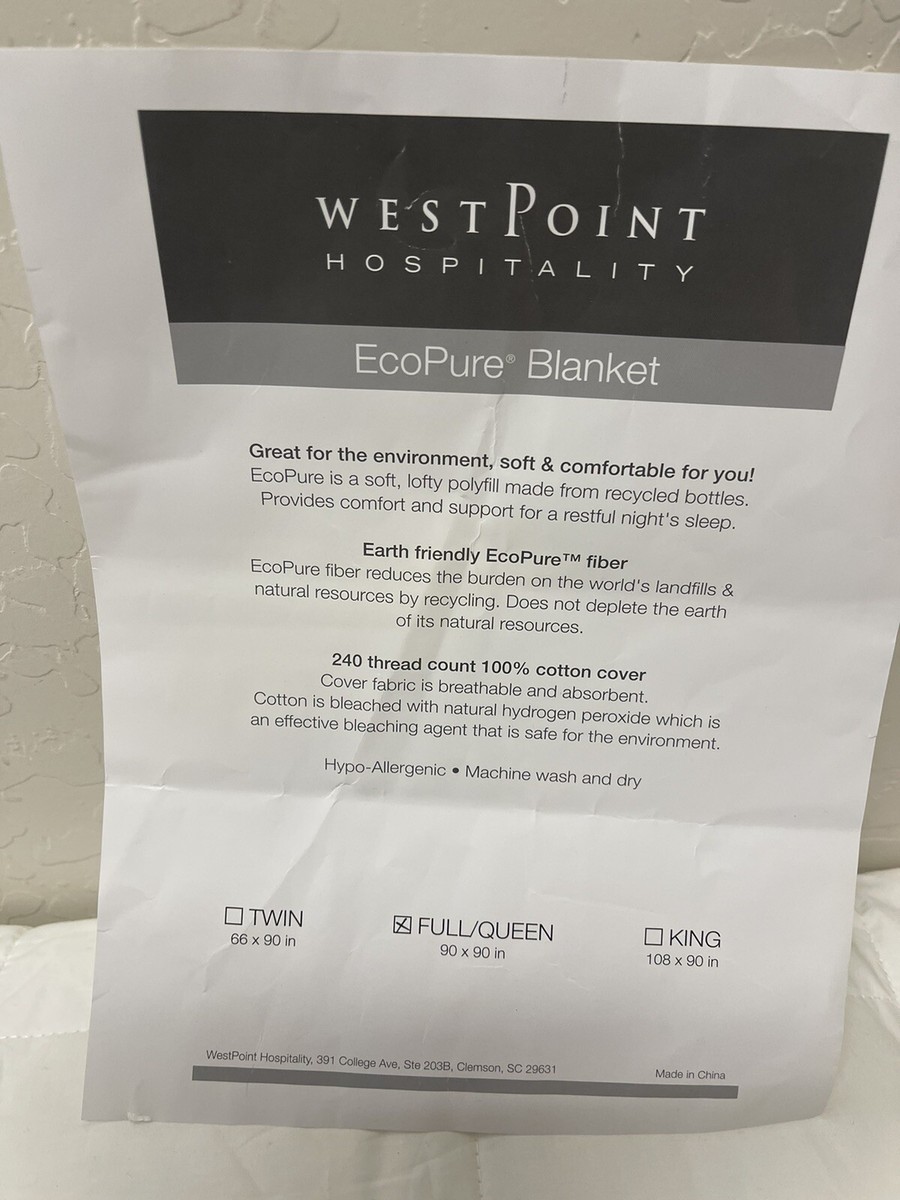 WESTPOINT
HOSPITALITY
EcoPure® Blanket
Great for the environment, soft & comfortable for you!
EcoPure is a soft, lofty polyfill made from recycled bottles.
Provides comfort and support for a restful night's sleep.
Earth friendly EcoPure™ fiber
EcoPure fiber reduces the burden on the world's landfills &
natural resources by recycling. Does not deplete the earth
of its natural resources.
240 thread count 100% cotton cover
Cover fabric is breathable and absorbent.
Cotton is bleached with natural hydrogen peroxide which is
an effective bleaching agent that is safe for the environment.
Hypo-Allergenic • Machine wash and dry
☐ TWIN
66 x 90 in
☒ FULL/QUEEN
90 x 90 in
☐ KING
108 x 90 in
WestPoint Hospitality, 391 College Ave, Ste 203B, Clemson, SC 29631
Made in China